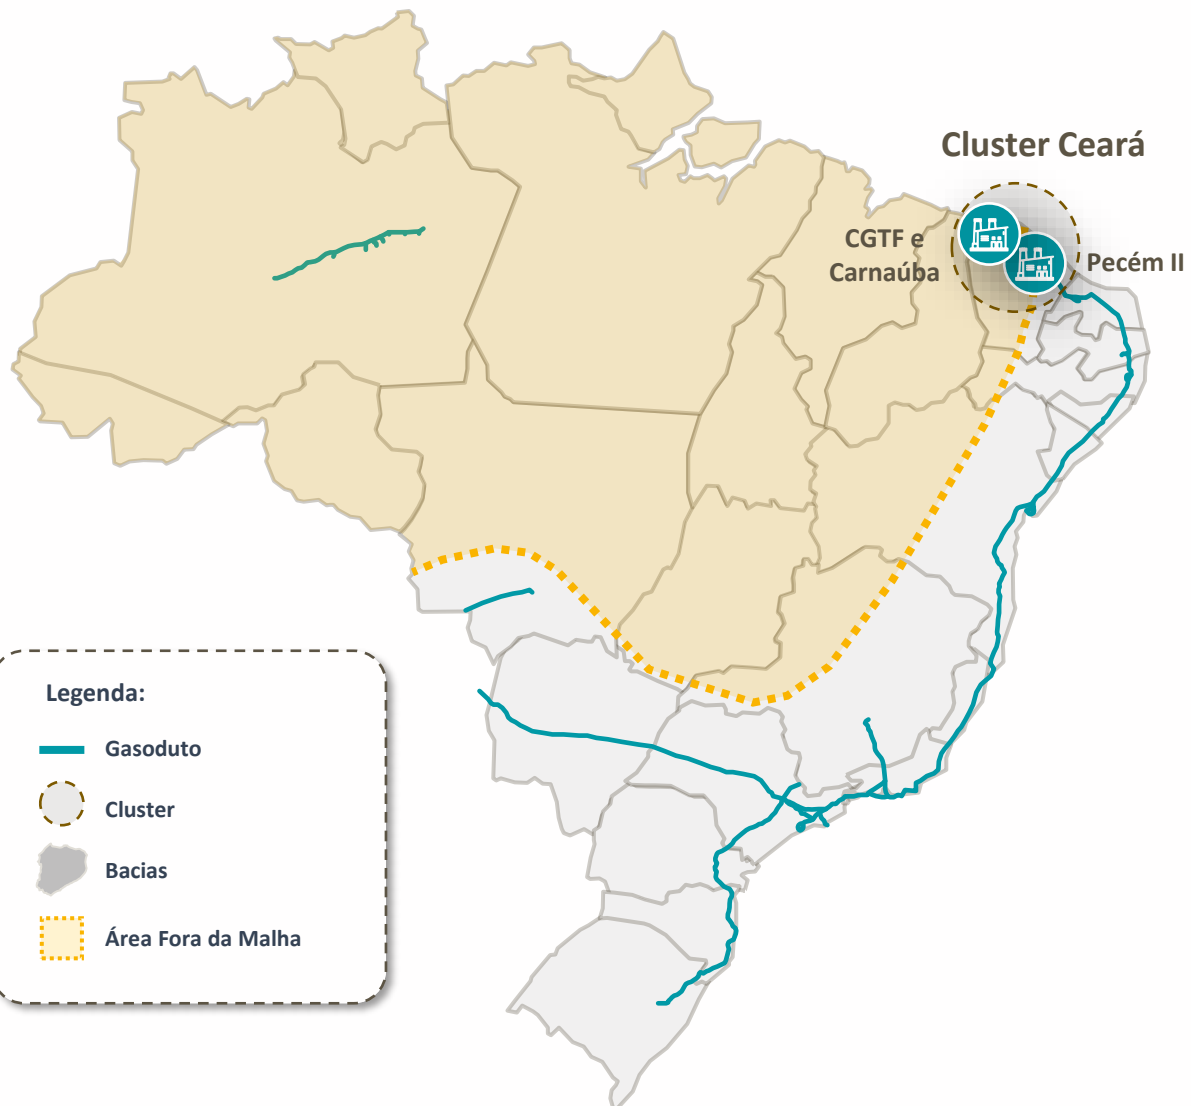 Cluster Ceará
CGTF e
Carnaúba
Pecém II
Legenda:
Gasoduto
Cluster
Bacias
Área Fora da Malha